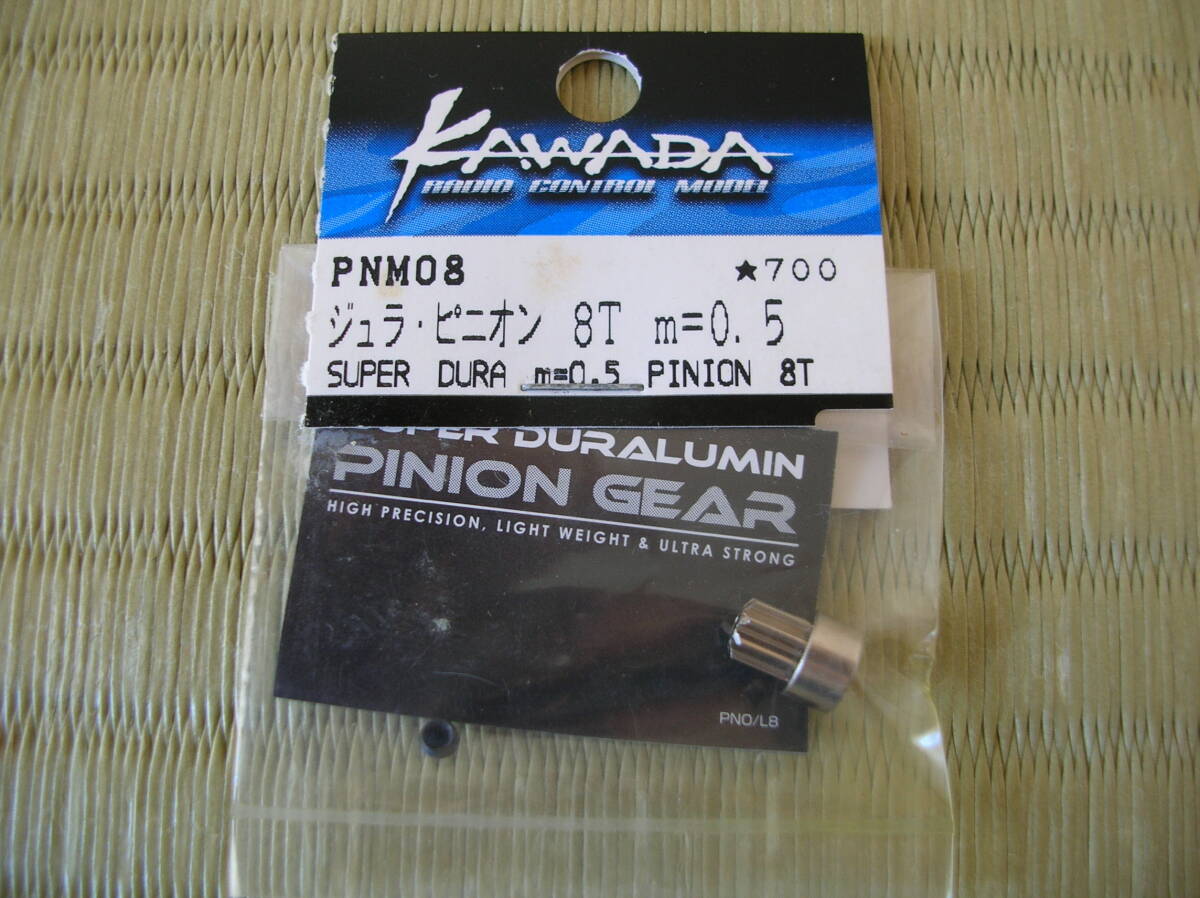 KAWADA
RADIO CONTROL MODEL
PNM08 ★700
ジュラ・ピニオン 8T m=0.5
SUPER DURA m=0.5 PINION 8T
SUPER DURALUMIN
PINION GEAR
HIGH PRECISION, LIGHT WEIGHT & ULTRA STRONG
PNO/L8